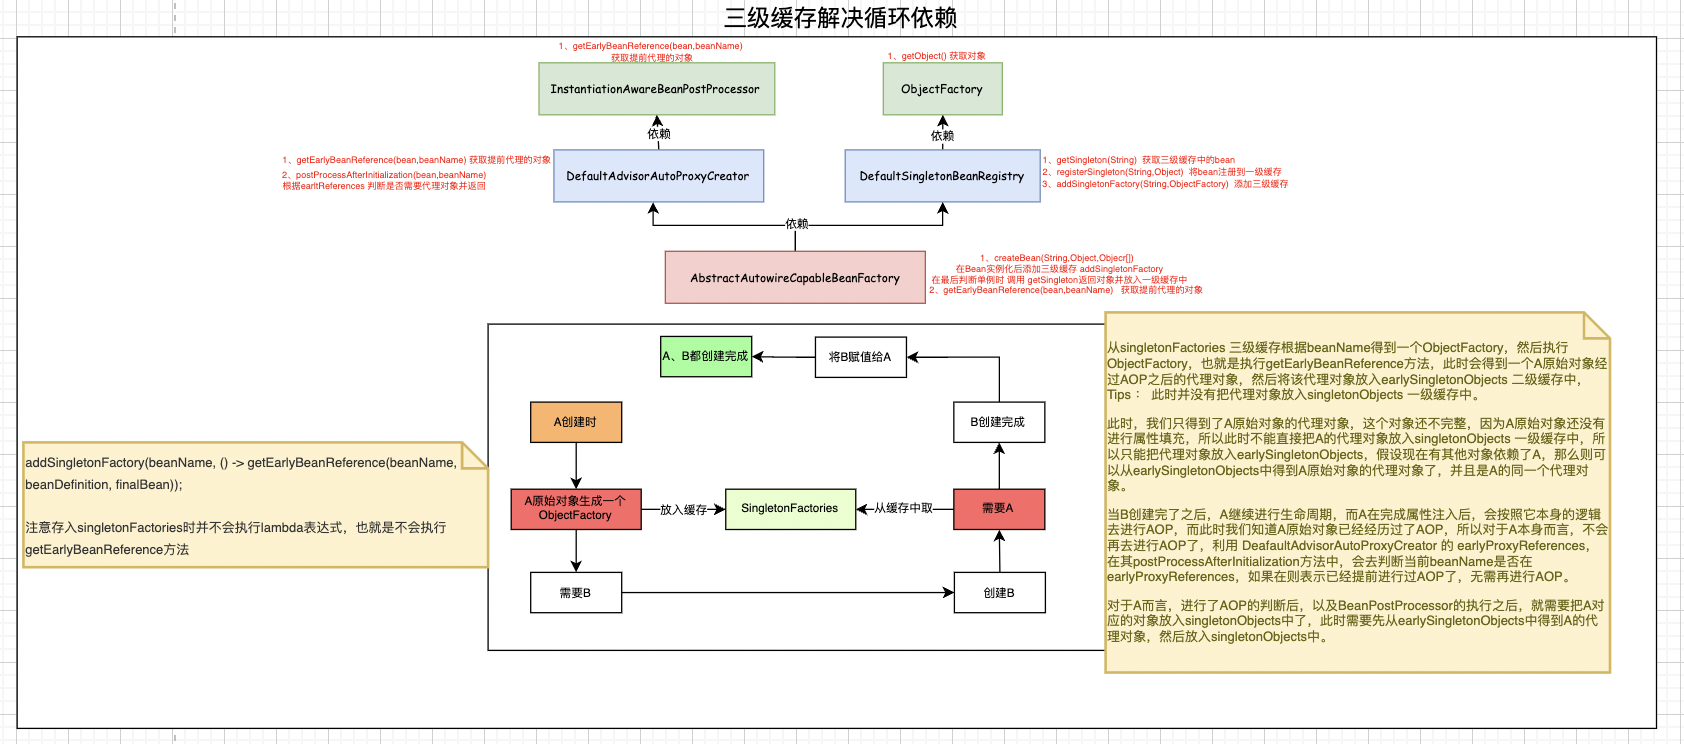 三级缓存解决循环依赖
1、getEarlyBeanReference(bean,beanName)
获取提前代理的对象
1、getObject() 获取对象
InstantiationAwareBeanPostProcessor
ObjectFactory
依赖
依赖
1、getEarlyBeanReference(bean,beanName) 获取提前代理的对象
2、postProcessAfterInitialization(bean,beanName)
根据earltReferences 判断是否需要代理对象并返回
DefaultAdvisorAutoProxyCreator
DefaultSingletonBeanRegistry
1、getSingleton(String) 获取三级缓存中的bean
2、registerSingleton(String,Object) 将bean注册到一级缓存
3、addSingletonFactory(String,ObjectFactory) 添加三级缓存
依赖
AbstractAutowireCapableBeanFactory
1、createBean(String,Object,Objecr[])
在Bean实例化后添加三级缓存 addSingletonFactory
在最后判断单例时 调用 getSingleton返回对象并放入一级缓存中
2、getEarlyBeanReference(bean,beanName) 获取提前代理的对象
A、B都创建完成
将B赋值给A
A创建时
B创建完成
A原始对象生成一个
ObjectFactory
放入缓存
SingletonFactories
从缓存中取
需要A
需要B
创建B
addSingletonFactory(beanName, () -> getEarlyBeanReference(beanName,
beanDefinition, finalBean));
注意存入singletonFactories时并不会执行lambda表达式，也就是不会执行
getEarlyBeanReference方法
从singletonFactories 三级缓存根据beanName得到一个ObjectFactory，然后执行
ObjectFactory，也就是执行getEarlyBeanReference方法，此时会得到一个A原始对象经
过AOP之后的代理对象，然后将该代理对象放入earlySingletonObjects 二级缓存中，
Tips： 此时并没有把代理对象放入singletonObjects 一级缓存中。
此时，我们只得到了A原始对象的代理对象，这个对象还不完整，因为A原始对象还没有
进行属性填充，所以此时不能直接把A的代理对象放入singletonObjects 一级缓存中，所
以只能把代理对象放入earlySingletonObjects，假设现在有其他对象依赖了A，那么则可
以从earlySingletonObjects中得到A原始对象的代理对象了，并且是A的同一个代理对
象。
当B创建完了之后，A继续进行生命周期，而A在完成属性注入后，会按照它本身的逻辑
去进行AOP，而此时我们知道A原始对象已经经历过了AOP，所以对于A本身而言，不会
再去进行AOP了，利用 DeafaultAdvisorAutoProxyCreator 的 earlyProxyReferences，
在其postProcessAfterInitialization方法中，会去判断当前beanName是否在
earlyProxyReferences，如果在则表示已经提前进行过AOP了，无需再进行AOP。
对于A而言，进行了AOP的判断后，以及BeanPostProcessor的执行之后，就需要把A对
应的对象放入singletonObjects中了，此时需要先从earlySingletonObjects中得到A的代
理对象，然后放入singletonObjects中。